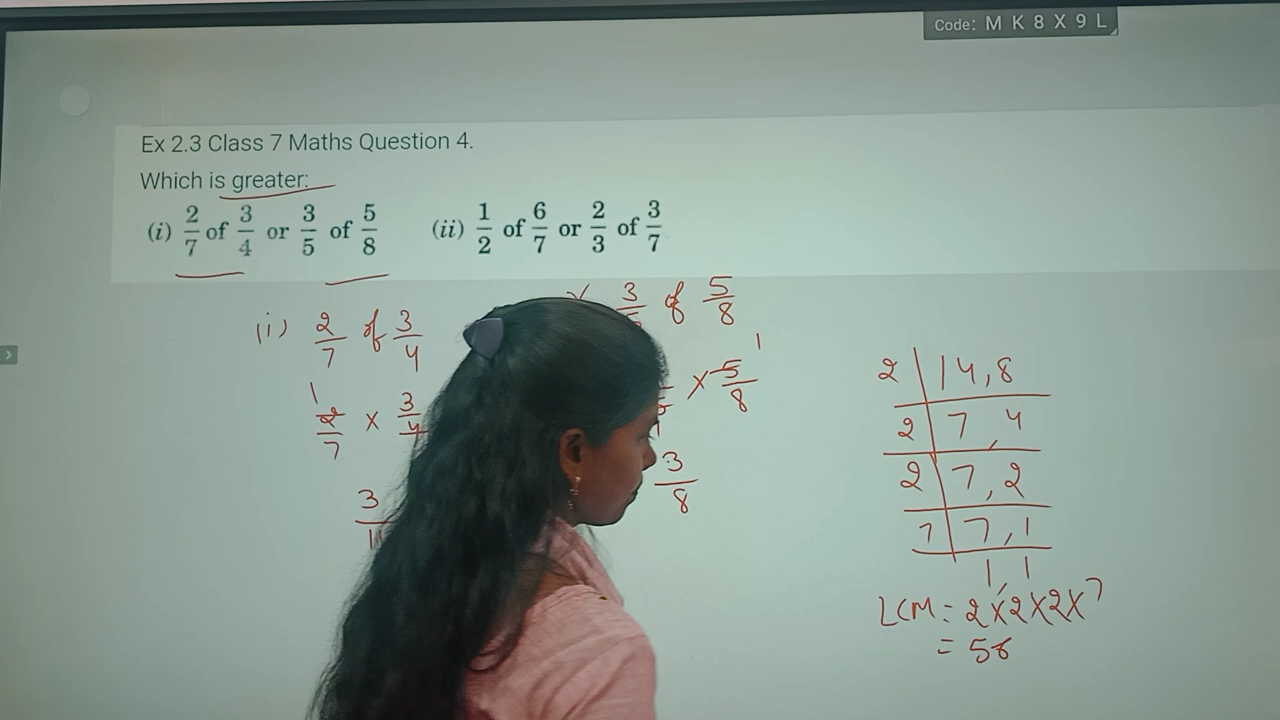 Code: M K 8 X 9 L
Ex 2.3 Class 7 Maths Question 4.
Which is greater:
(i) 2/7 of 3/4 or 3/5 of 5/8 (ii) 1/2 of 6/7 or 2/3 of 3/7
(i) 2/7 of 3/4
3 of 5/8
1
2/7 × 3/4
1
× 5/8
3
3/8
2 | 14, 8
2 | 7, 4
2 | 7, 2
7 | 7, 1
1, 1
LCM = 2×2×2×7
= 56